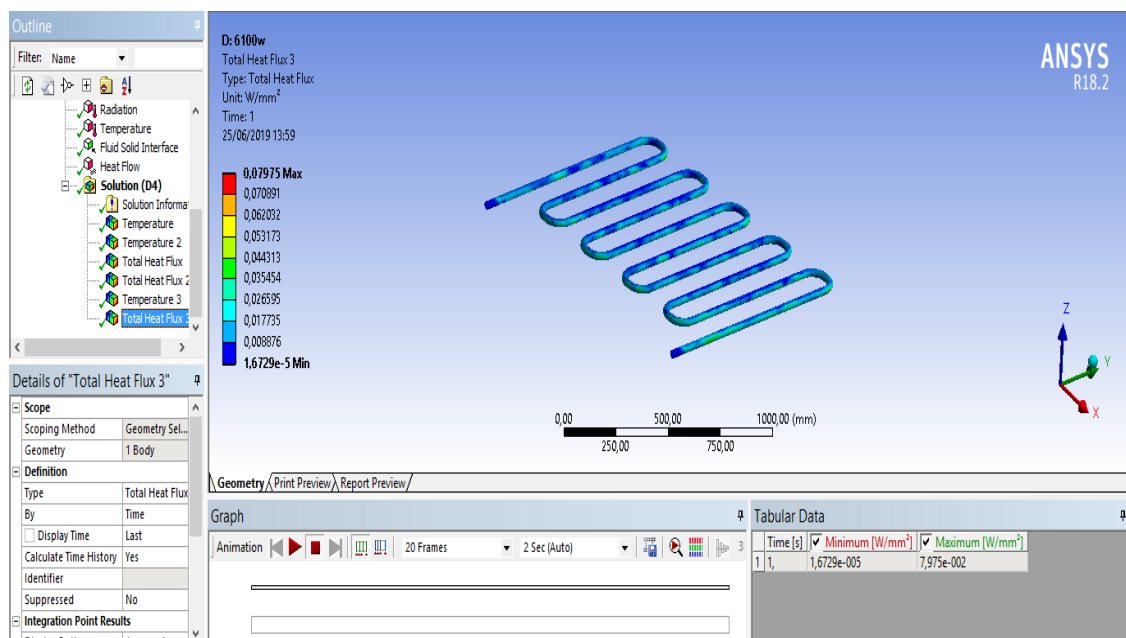 Outline
Filter: Name
Radiation
Temperature
Fluid Solid Interface
Heat Flow
Solution (D4)
Solution Informa
Temperature
Temperature 2
Total Heat Flux
Total Heat Flux 2
Temperature 3
Total Heat Flux 3
Details of "Total Heat Flux 3"
Scope
Scoping Method Geometry Sel...
Geometry 1 Body
Definition
Type Total Heat Flux
By Time
Display Time Last
Calculate Time History Yes
Identifier
Suppressed No
Integration Point Results
D: 6100w
Total Heat Flux 3
Type: Total Heat Flux
Unit: W/mm²
Time: 1
25/06/2019 13:59
0,07975 Max
0,070891
0,062032
0,053173
0,044313
0,035454
0,026595
0,017735
0,008876
1,6729e-5 Min
ANSYS
R18.2
Z
Y
X
0,00 500,00 1000,00 (mm)
250,00 750,00
Geometry Print Preview Report Preview
Graph
Animation 20 Frames 2 Sec (Auto) 3
Tabular Data
Time [s] Minimum [W/mm²] Maximum [W/mm²]
1 1, 1,6729e-005 7,975e-002